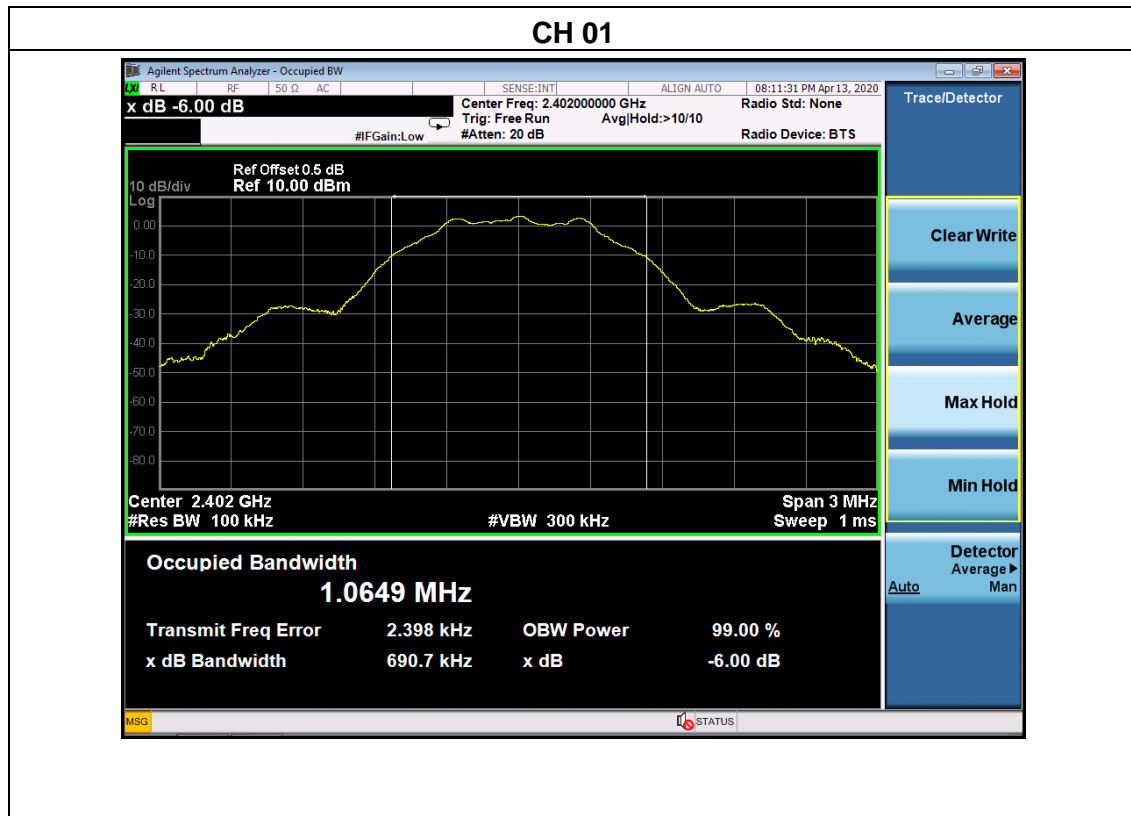 CH 01
Agilent Spectrum Analyzer - Occupied BW
LXI RL RF 50 Ω AC SENSE:INT ALIGN AUTO 08:11:31 PM Apr 13, 2020
x dB -6.00 dB
Center Freq: 2.402000000 GHz
Radio Std: None
Trig: Free Run Avg|Hold:>10/10
#IFGain:Low #Atten: 20 dB Radio Device: BTS
Trace/Detector
Ref Offset 0.5 dB
10 dB/div Ref 10.00 dBm
Log
0.00
-10.0
-20.0
-30.0
-40.0
-50.0
-60.0
-70.0
-80.0
Center 2.402 GHz Span 3 MHz
#Res BW 100 kHz #VBW 300 kHz Sweep 1 ms
Clear Write
Average
Max Hold
Min Hold
Detector
Average▶
Auto Man
Occupied Bandwidth
1.0649 MHz
Transmit Freq Error 2.398 kHz OBW Power 99.00 %
x dB Bandwidth 690.7 kHz x dB -6.00 dB
MSG STATUS